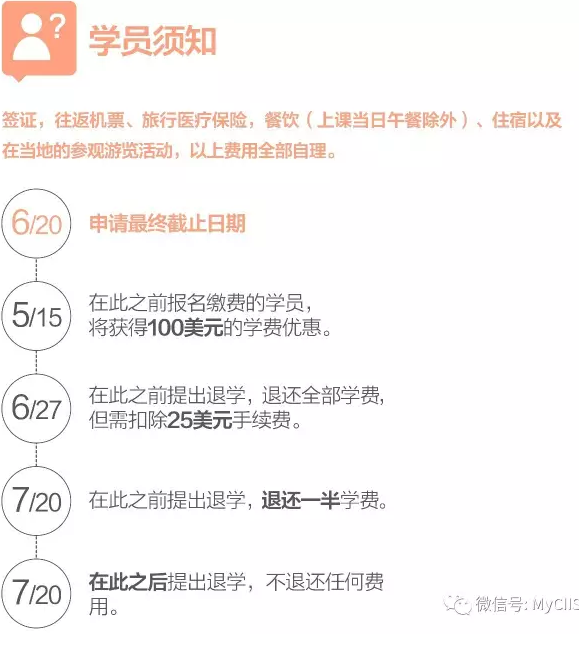 ?
学员须知
签证，往返机票、旅行医疗保险，餐饮（上课当日午餐除外）、住宿以及
在当地的参观游览活动，以上费用全部自理。
6/20
申请最终截止日期
5/15
在此之前报名缴费的学员，
将获得100美元的学费优惠。
6/27
在此之前提出退学，退还全部学费，
但需扣除25美元手续费。
7/20
在此之前提出退学，退还一半学费。
7/20
在此之后提出退学，不退还任何费
用。
微信号: MyCIIS